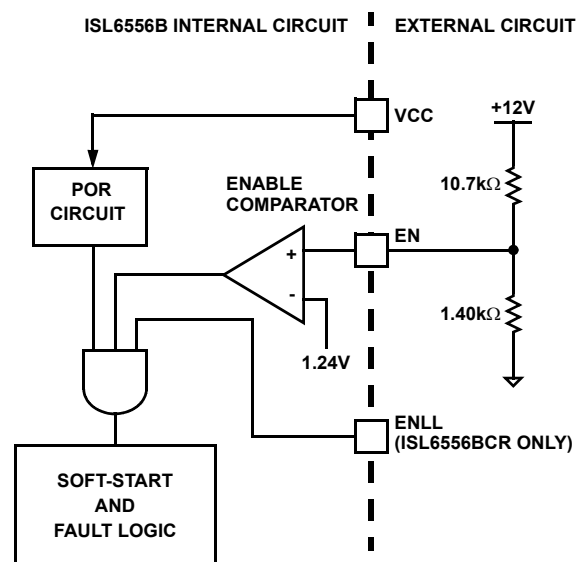 ISL6556B INTERNAL CIRCUIT
EXTERNAL CIRCUIT
VCC
+12V
POR
CIRCUIT
ENABLE
COMPARATOR
10.7kΩ
EN
+
-
1.24V
1.40kΩ
ENLL
(ISL6556BCR ONLY)
SOFT-START
AND
FAULT LOGIC